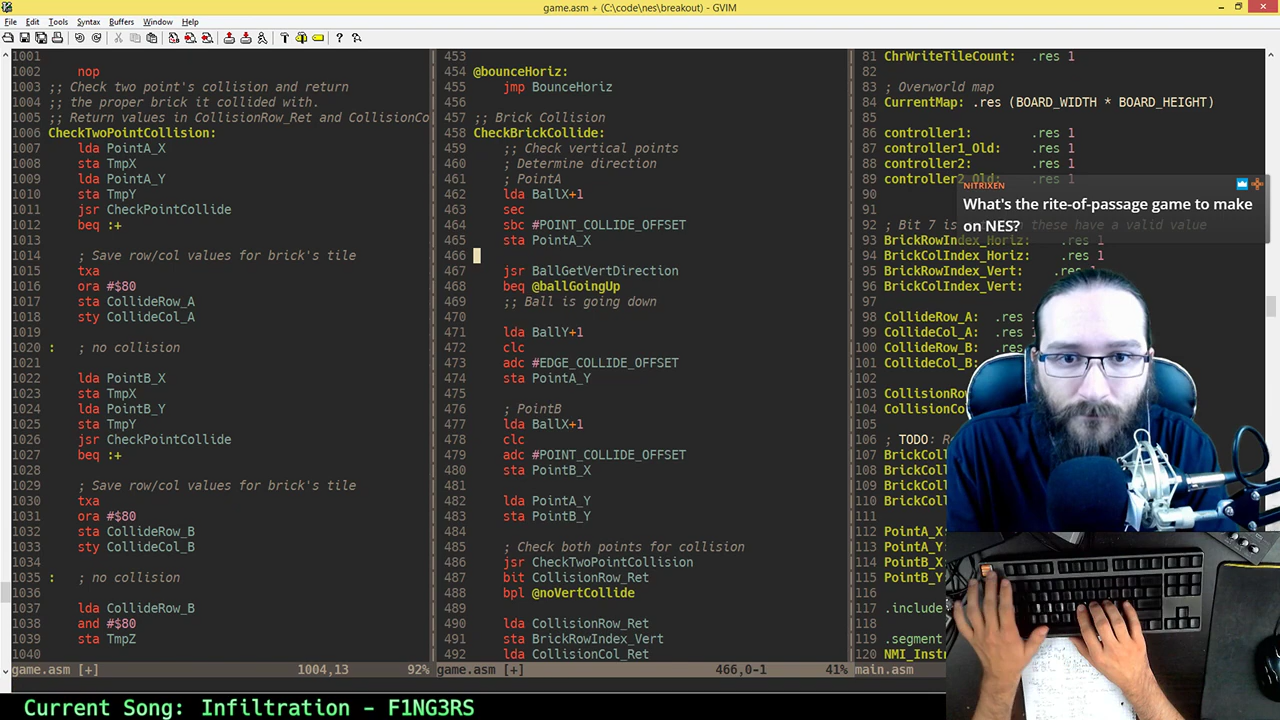 game.asm + (C:\code\nes\breakout) - GVIM
File Edit Tools Syntax Buffers Window Help
1001
1002 nop
1003 ;; Check two point's collision and return
1004 ;; the proper brick it collided with.
1005 ;; Return values in CollisionRow_Ret and CollisionCo
1006 CheckTwoPointCollision:
1007 lda PointA_X
1008 sta TmpX
1009 lda PointA_Y
1010 sta TmpY
1011 jsr CheckPointCollide
1012 beq :+
1013
1014 ; Save row/col values for brick's tile
1015 txa
1016 ora #$80
1017 sta CollideRow_A
1018 sty CollideCol_A
1019
1020 : ; no collision
1021
1022 lda PointB_X
1023 sta TmpX
1024 lda PointB_Y
1025 sta TmpY
1026 jsr CheckPointCollide
1027 beq :+
1028
1029 ; Save row/col values for brick's tile
1030 txa
1031 ora #$80
1032 sta CollideRow_B
1033 sty CollideCol_B
1034
1035 : ; no collision
1036
1037 lda CollideRow_B
1038 and #$80
1039 sta TmpZ
game.asm [+] 1004,13 92%
453
454 @bounceHoriz:
455 jmp BounceHoriz
456
457 ;; Brick Collision
458 CheckBrickCollide:
459 ;; Check vertical points
460 ; Determine direction
461 ; PointA
462 lda BallX+1
463 sec
464 sbc #POINT_COLLIDE_OFFSET
465 sta PointA_X
466
467 jsr BallGetVertDirection
468 beq @ballGoingUp
469 ;; Ball is going down
470
471 lda BallY+1
472 clc
473 adc #EDGE_COLLIDE_OFFSET
474 sta PointA_Y
475
476 ; PointB
477 lda BallX+1
478 clc
479 adc #POINT_COLLIDE_OFFSET
480 sta PointB_X
481
482 lda PointA_Y
483 sta PointB_Y
484
485 ; Check both points for collision
486 jsr CheckTwoPointCollision
487 bit CollisionRow_Ret
488 bpl @noVertCollide
489
490 lda CollisionRow_Ret
491 sta BrickRowIndex_Vert
492 lda CollisionCol_Ret
game.asm [+] 466,0-1 41%
81 ChrWriteTileCount: .res 1
82
83 ; Overworld map
84 CurrentMap: .res (BOARD_WIDTH * BOARD_HEIGHT)
85
86 controller1: .res 1
87 controller1_Old: .res 1
88 controller2: .res 1
89 controller2_Old: .res 1
90
91
92 ; Bit 7 is these have a valid value
93 BrickRowIndex_Horiz: .res 1
94 BrickColIndex_Horiz: .res 1
95 BrickRowIndex_Vert: .res 1
96 BrickColIndex_Vert: .res 1
97
98 CollideRow_A: .res 1
99 CollideCol_A: .res
100 CollideRow_B: .res
101 CollideCol_B: .res
102
103 Collision
104 CollisionCo
105
106 ; TODO: R
107 BrickCol
108 BrickCol
109 BrickCol
110 BrickCol
111
112 PointA_X:
113 PointA_Y:
114 PointB_X
115 PointB_Y
116
117 .include
118
119 .segment
120 NMI_Instr
main.asm
NITRIXEN
What's the rite-of-passage game to make
on NES?
Current Song: Infiltration - F1NG3RS